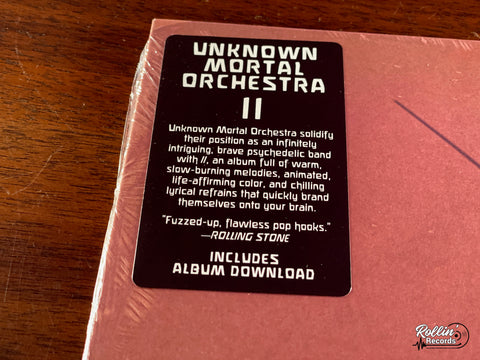 UNKNOWN
MORTAL
ORCHESTRA
II
Unknown Mortal Orchestra solidify
their position as an infinitely
intriguing, brave psychedelic band
with II, an album full of warm,
slow-burning melodies, animated,
life-affirming color, and chilling
lyrical refrains that quickly brand
themselves onto your brain.
"Fuzzed-up, flawless pop hooks."
—ROLLING STONE
INCLUDES
ALBUM DOWNLOAD
Rollin
Records